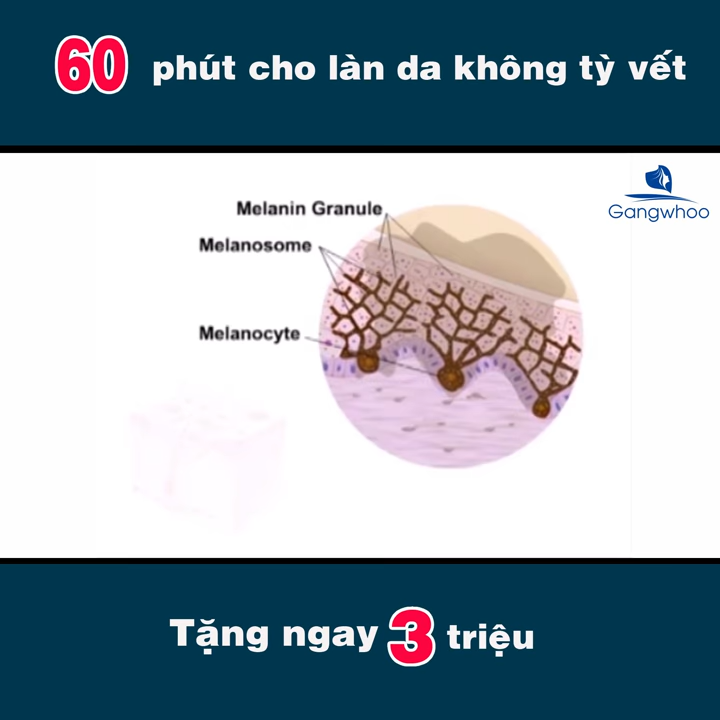 60 phút cho làn da không tỳ vết
Gangwhoo
Melanin Granule
Melanosome
Melanocyte
Tặng ngay 3 triệu